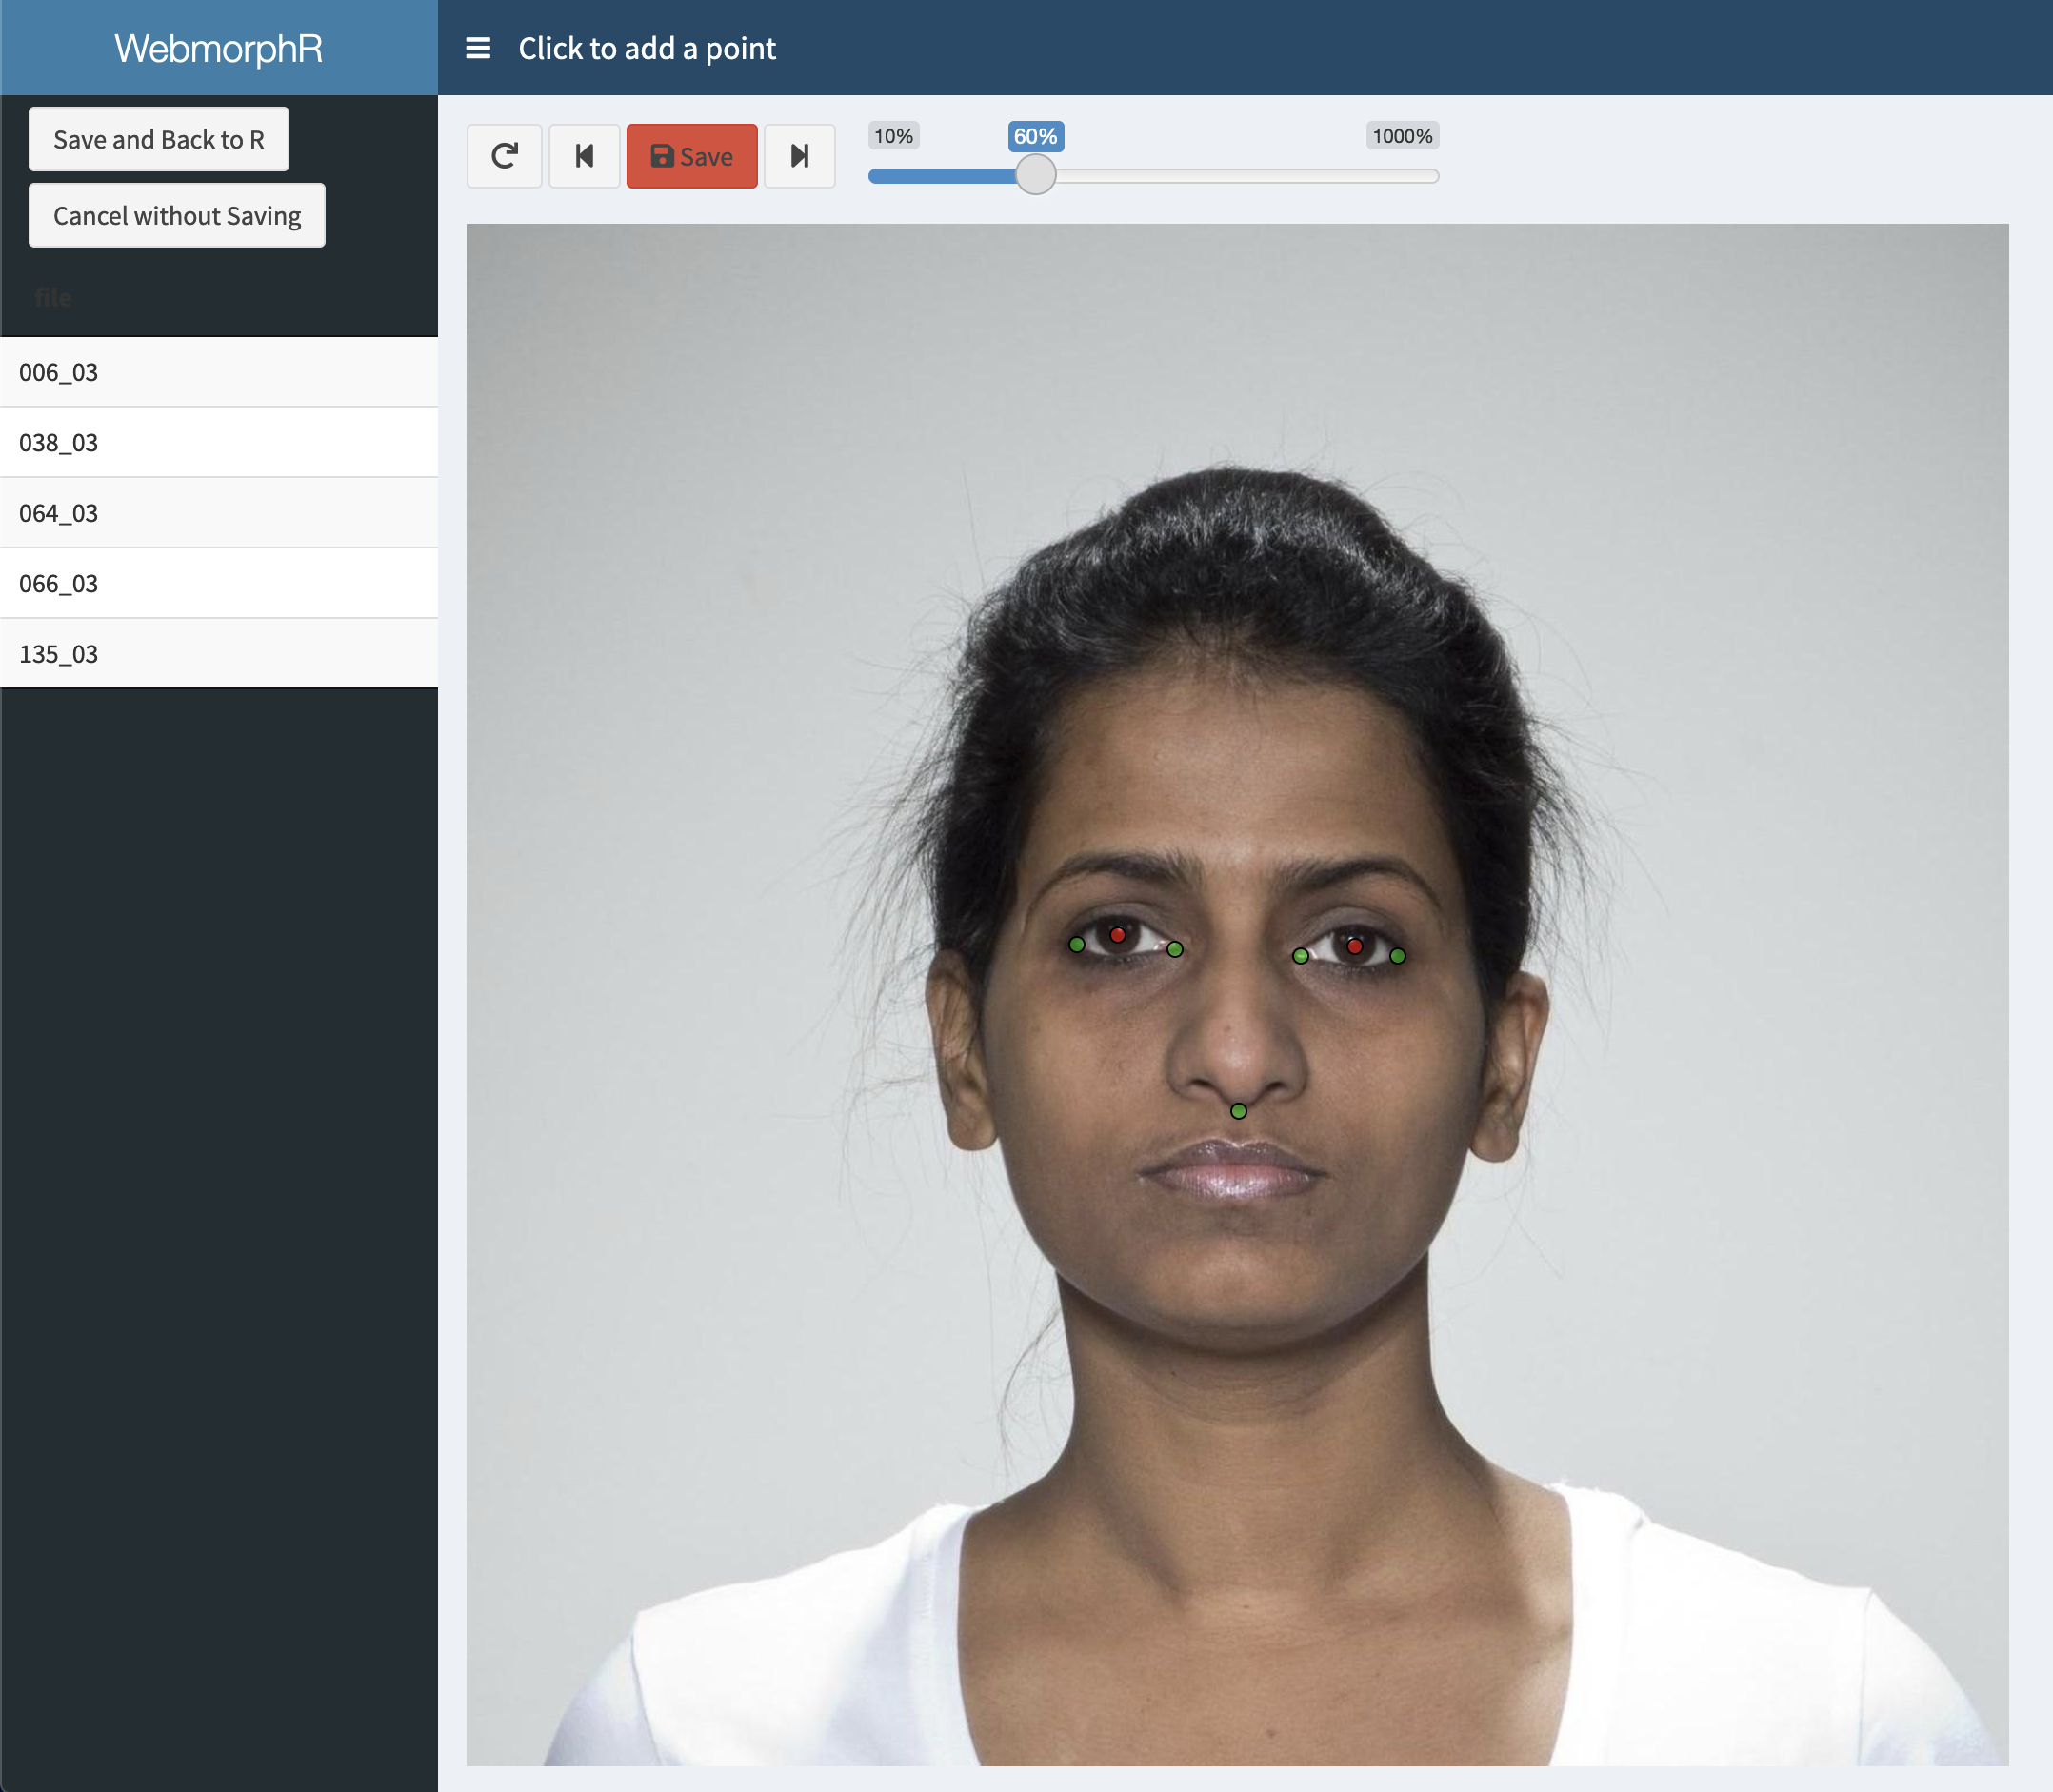 WebmorphR
Click to add a point
Save and Back to R
Cancel without Saving
Save
10%
60%
1000%
file
006_03
038_03
064_03
066_03
135_03